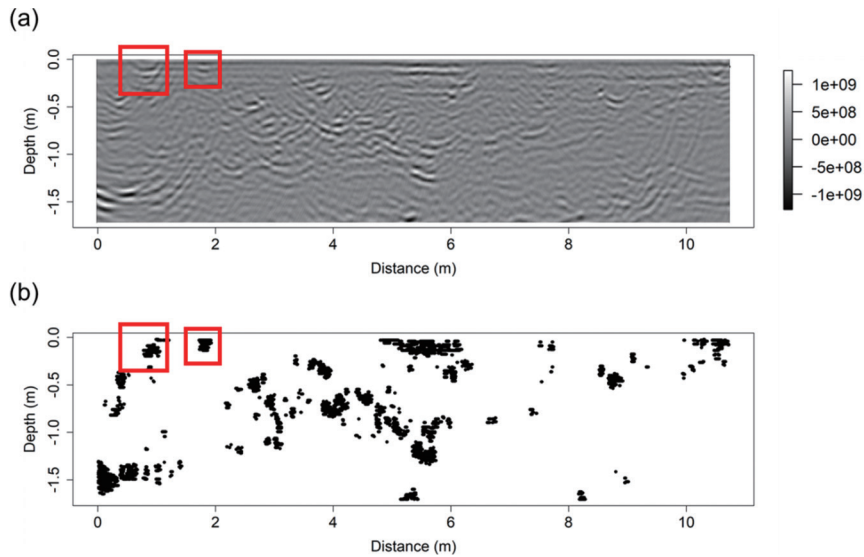 (a)
0.0
-0.5
-1.0
-1.5
Depth (m)
0 2 4 6 8 10
Distance (m)
1e+09
5e+08
0e+00
-5e+08
-1e+09
(b)
0.0
-0.5
-1.0
-1.5
Depth (m)
0 2 4 6 8 10
Distance (m)